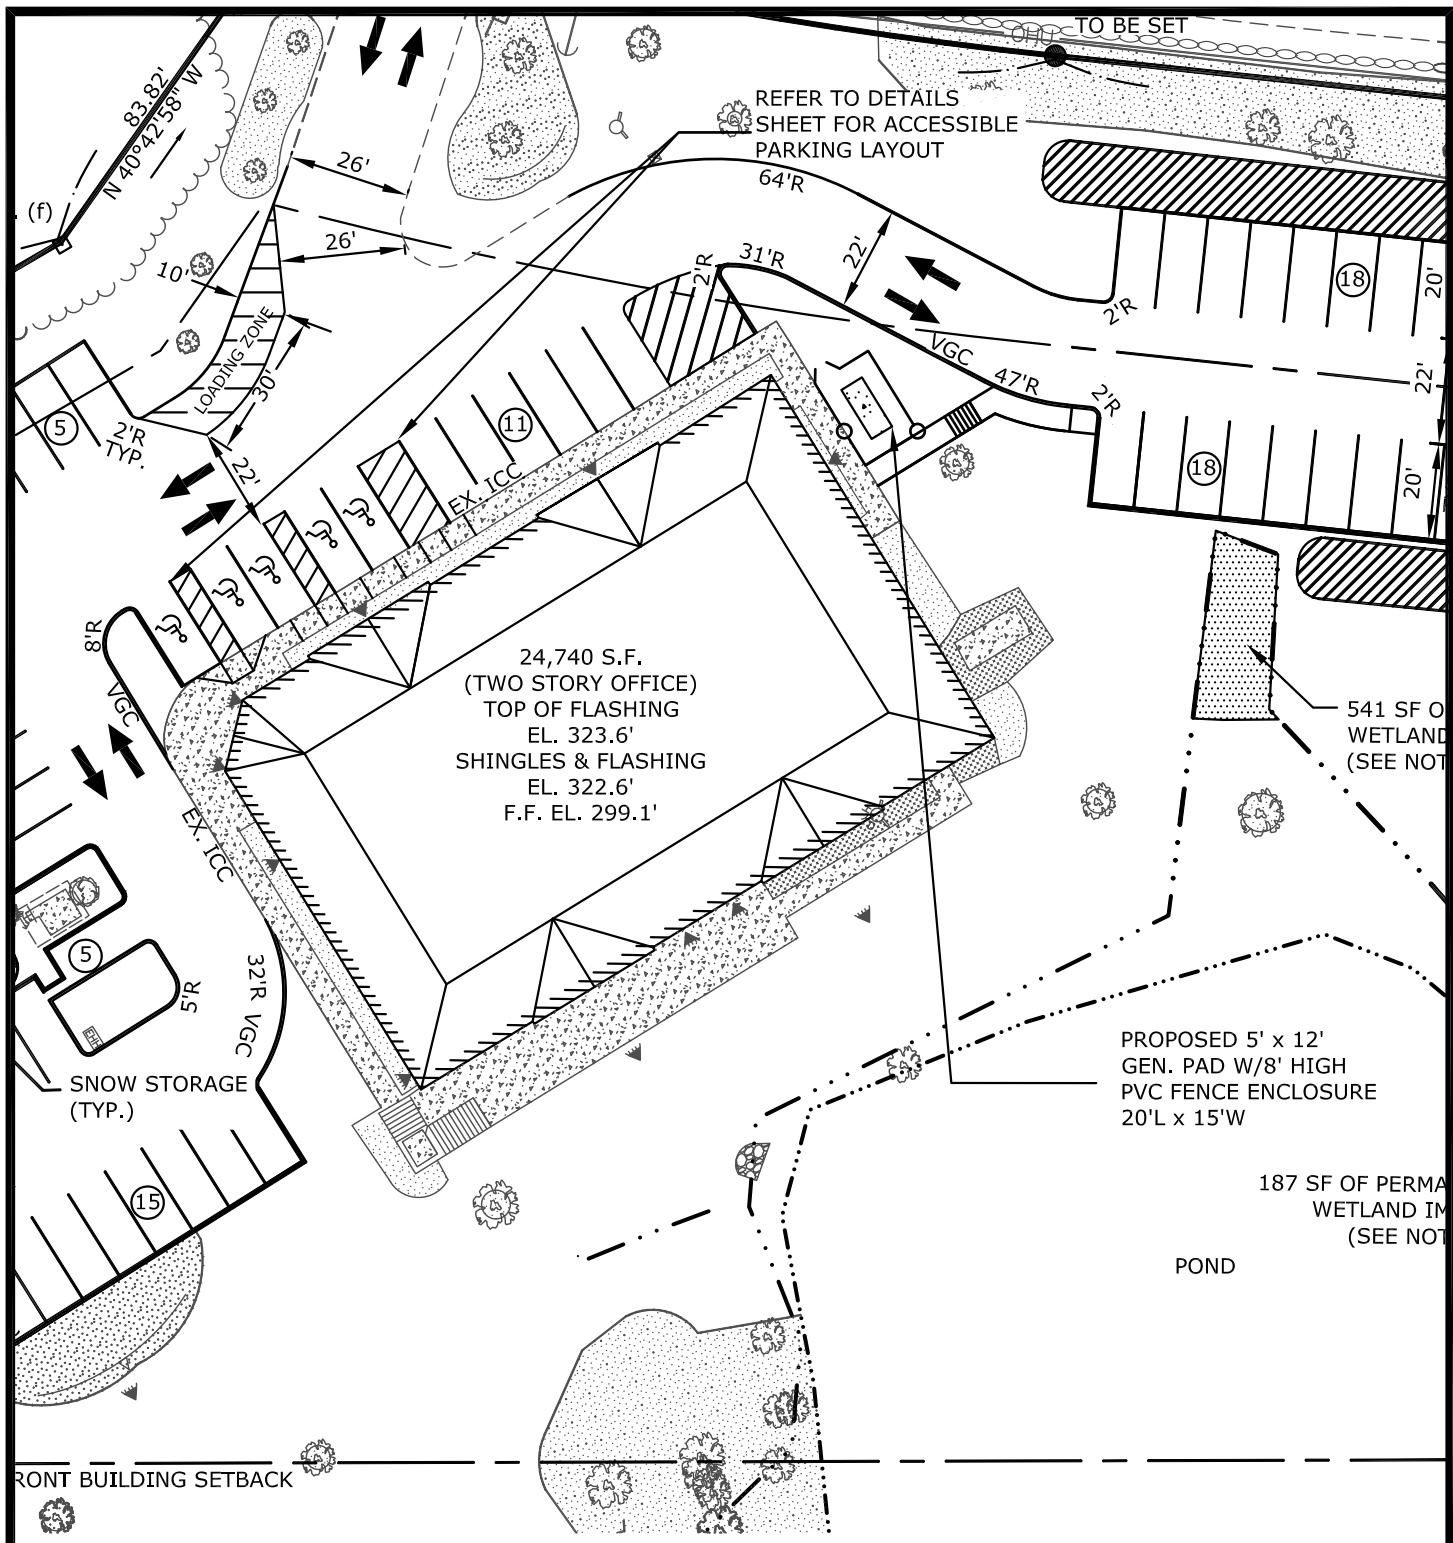 TO BE SET
OHU
83.82'
N 40°42'58" W
REFER TO DETAILS
SHEET FOR ACCESSIBLE
PARKING LAYOUT
26'
64'R
(f)
26'
10'
31'R
2'R
22'
18
20'
2'R
LOADING ZONE
30'
VGC
47'R
2'R
22'
5
2'R
TYP.
11
22'
EX. ICC
18
20'
8'R
VGC
24,740 S.F.
(TWO STORY OFFICE)
TOP OF FLASHING
EL. 323.6'
SHINGLES & FLASHING
EL. 322.6'
F.F. EL. 299.1'
541 SF O
WETLAND
(SEE NOT
EX. ICC
5
5'R
32'R VGC
EHH
SNOW STORAGE
(TYP.)
PROPOSED 5' x 12'
GEN. PAD W/8' HIGH
PVC FENCE ENCLOSURE
20'L x 15'W
15
187 SF OF PERMA
WETLAND IM
(SEE NOT
POND
RONT BUILDING SETBACK